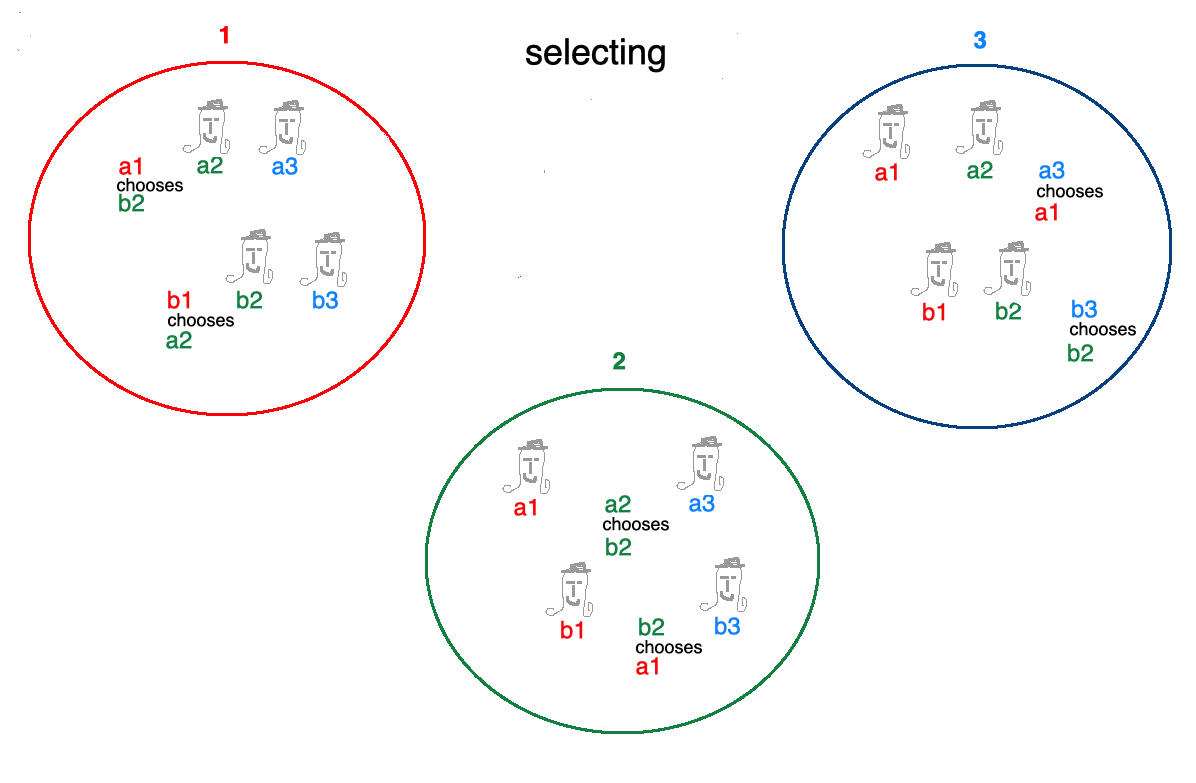 selecting
1
a2 a3
a1
chooses
b2
b1 b2 b3
chooses
a2
2
a1 a2 a3
chooses
b2
b1 b2 b3
chooses
a1
3
a1 a2 a3
chooses
a1
b1 b2 b3
chooses
b2